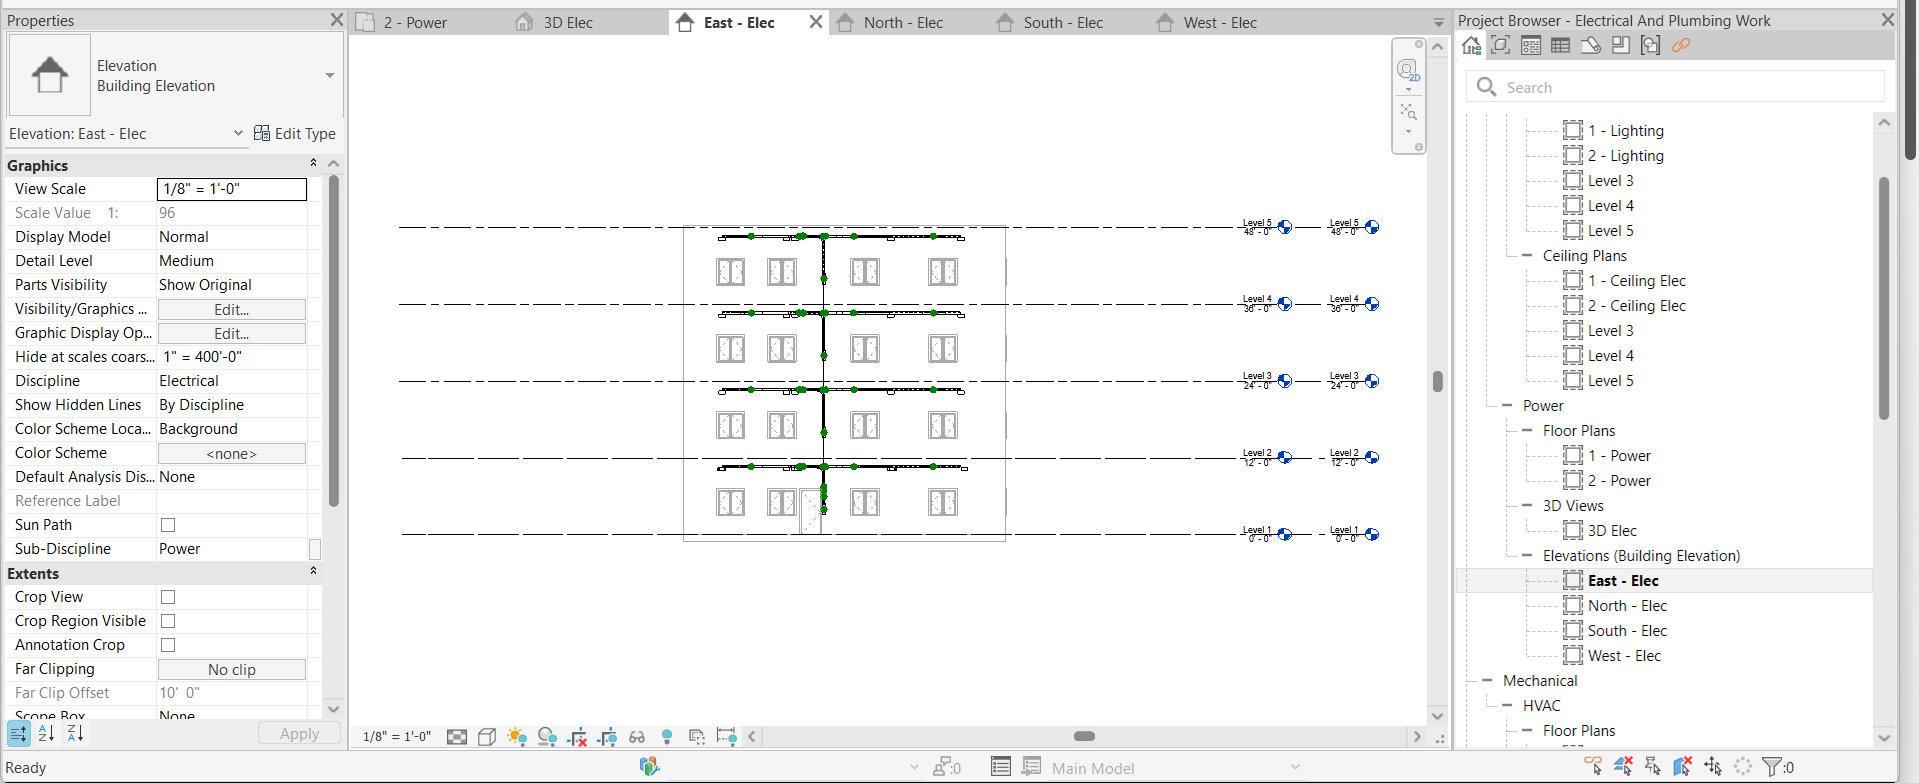 Properties
2 - Power
3D Elec
East - Elec
North - Elec
South - Elec
West - Elec
Project Browser - Electrical And Plumbing Work
Elevation
Building Elevation
Elevation: East - Elec
Edit Type
Graphics
View Scale 1/8" = 1'-0"
Scale Value 1: 96
Display Model Normal
Detail Level Medium
Parts Visibility Show Original
Visibility/Graphics ... Edit...
Graphic Display Op... Edit...
Hide at scales coars... 1" = 400'-0"
Discipline Electrical
Show Hidden Lines By Discipline
Color Scheme Loca... Background
Color Scheme <none>
Default Analysis Dis... None
Reference Label
Sun Path
Sub-Discipline Power
Extents
Crop View
Crop Region Visible
Annotation Crop
Far Clipping No clip
Far Clip Offset 10' 0"
Scope Box None
A Z
Z A
Apply
2D
Level 5 Level 5
48' - 0" 48' - 0"
Level 4 Level 4
36' - 0" 36' - 0"
Level 3 Level 3
24' - 0" 24' - 0"
Level 2 Level 2
12' - 0" 12' - 0"
Level 1 Level 1
0' - 0" 0' - 0"
1/8" = 1'-0"
Search
1 - Lighting
2 - Lighting
Level 3
Level 4
Level 5
Ceiling Plans
1 - Ceiling Elec
2 - Ceiling Elec
Level 3
Level 4
Level 5
Power
Floor Plans
1 - Power
2 - Power
3D Views
3D Elec
Elevations (Building Elevation)
East - Elec
North - Elec
South - Elec
West - Elec
Mechanical
HVAC
Floor Plans
Ready
:0
Main Model
:0